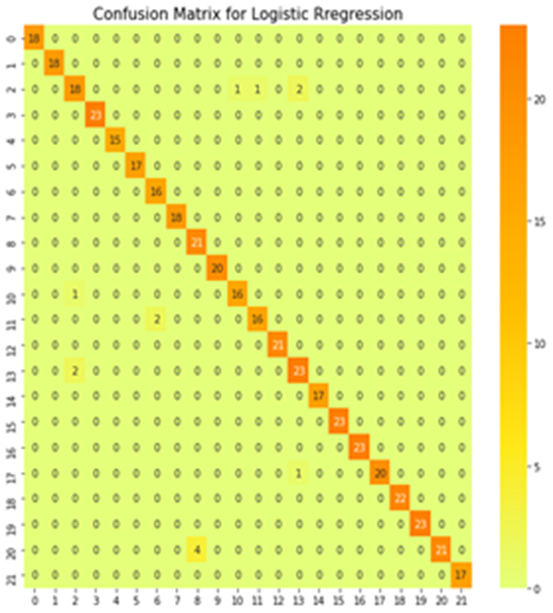 Confusion Matrix for Logistic Rregression
0 18 0 0 0 0 0 0 0 0 0 0 0 0 0 0 0 0 0 0 0 0 0
1 0 18 0 0 0 0 0 0 0 0 0 0 0 0 0 0 0 0 0 0 0 0
2 0 0 18 0 0 0 0 0 0 0 1 1 0 2 0 0 0 0 0 0 0 0
3 0 0 0 23 0 0 0 0 0 0 0 0 0 0 0 0 0 0 0 0 0 0
4 0 0 0 0 15 0 0 0 0 0 0 0 0 0 0 0 0 0 0 0 0 0
5 0 0 0 0 0 17 0 0 0 0 0 0 0 0 0 0 0 0 0 0 0 0
6 0 0 0 0 0 0 16 0 0 0 0 0 0 0 0 0 0 0 0 0 0 0
7 0 0 0 0 0 0 0 18 0 0 0 0 0 0 0 0 0 0 0 0 0 0
8 0 0 0 0 0 0 0 0 21 0 0 0 0 0 0 0 0 0 0 0 0 0
9 0 0 0 0 0 0 0 0 0 20 0 0 0 0 0 0 0 0 0 0 0 0
10 0 0 1 0 0 0 0 0 0 0 16 0 0 0 0 0 0 0 0 0 0 0
11 0 0 0 0 0 0 2 0 0 0 0 16 0 0 0 0 0 0 0 0 0 0
12 0 0 0 0 0 0 0 0 0 0 0 0 21 0 0 0 0 0 0 0 0 0
13 0 0 2 0 0 0 0 0 0 0 0 0 0 23 0 0 0 0 0 0 0 0
14 0 0 0 0 0 0 0 0 0 0 0 0 0 0 17 0 0 0 0 0 0 0
15 0 0 0 0 0 0 0 0 0 0 0 0 0 0 0 23 0 0 0 0 0 0
16 0 0 0 0 0 0 0 0 0 0 0 0 0 0 0 0 23 0 0 0 0 0
17 0 0 0 0 0 0 0 0 0 0 0 0 0 1 0 0 0 20 0 0 0 0
18 0 0 0 0 0 0 0 0 0 0 0 0 0 0 0 0 0 0 22 0 0 0
19 0 0 0 0 0 0 0 0 0 0 0 0 0 0 0 0 0 0 0 23 0 0
20 0 0 0 0 0 0 0 0 4 0 0 0 0 0 0 0 0 0 0 0 21 0
21 0 0 0 0 0 0 0 0 0 0 0 0 0 0 0 0 0 0 0 0 0 17
0 1 2 3 4 5 6 7 8 9 10 11 12 13 14 15 16 17 18 19 20 21
20
15
10
5
0